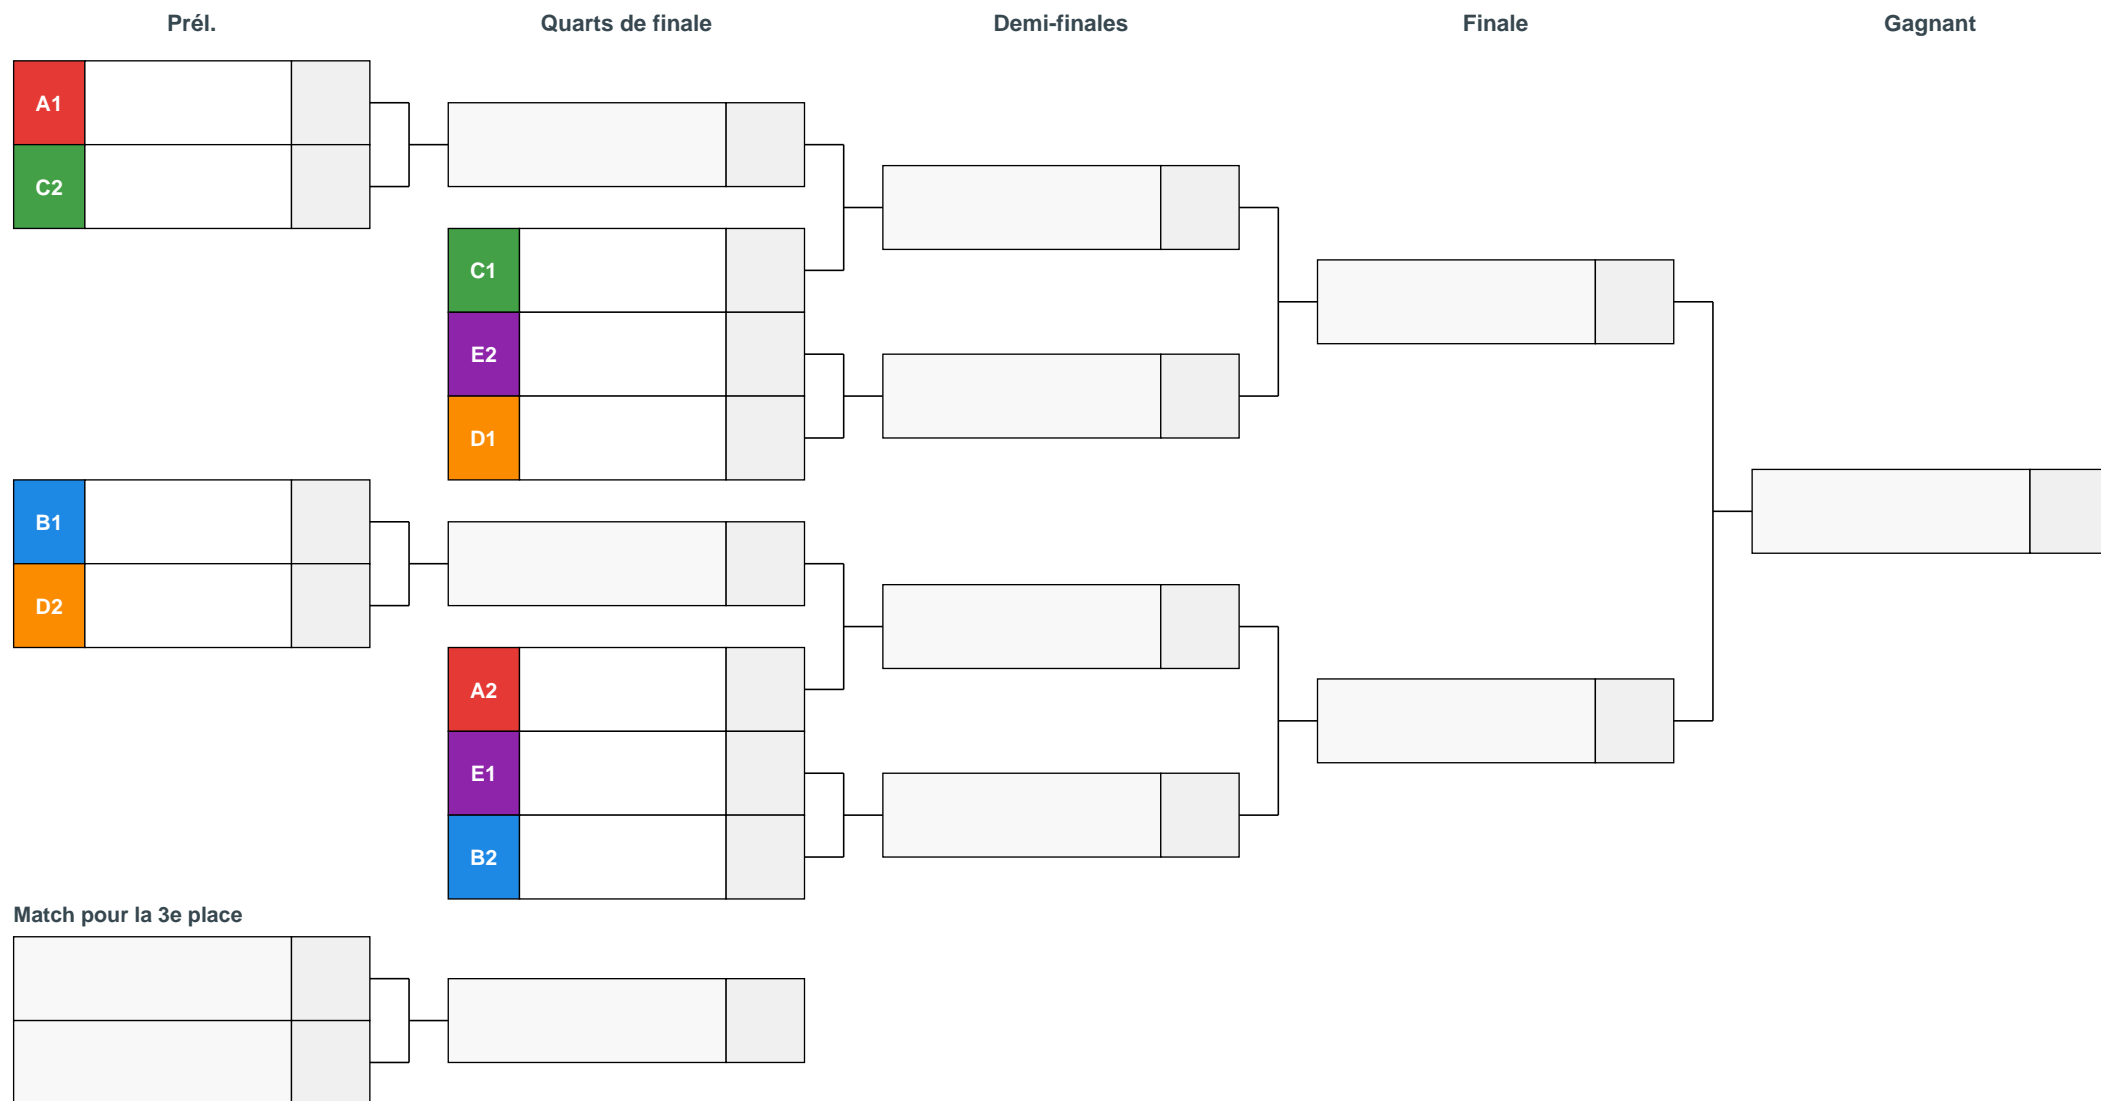 Prél. Quarts de finale Demi-finales Finale Gagnant
A1
C2
C1
E2
D1
B1
D2
A2
E1
B2
Match pour la 3e place